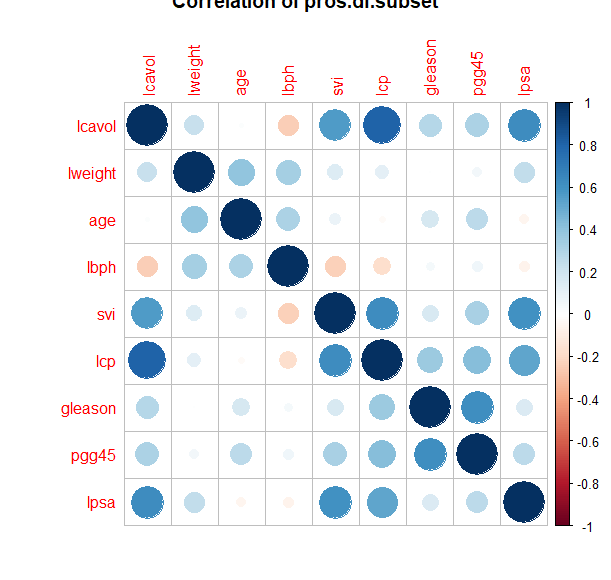 Correlation of pros.df.subset
lcavol
lweight
age
lbph
svi
lcp
gleason
pgg45
lpsa
lcavol
lweight
age
lbph
svi
lcp
gleason
pgg45
lpsa
1
0.8
0.6
0.4
0.2
0
-0.2
-0.4
-0.6
-0.8
-1